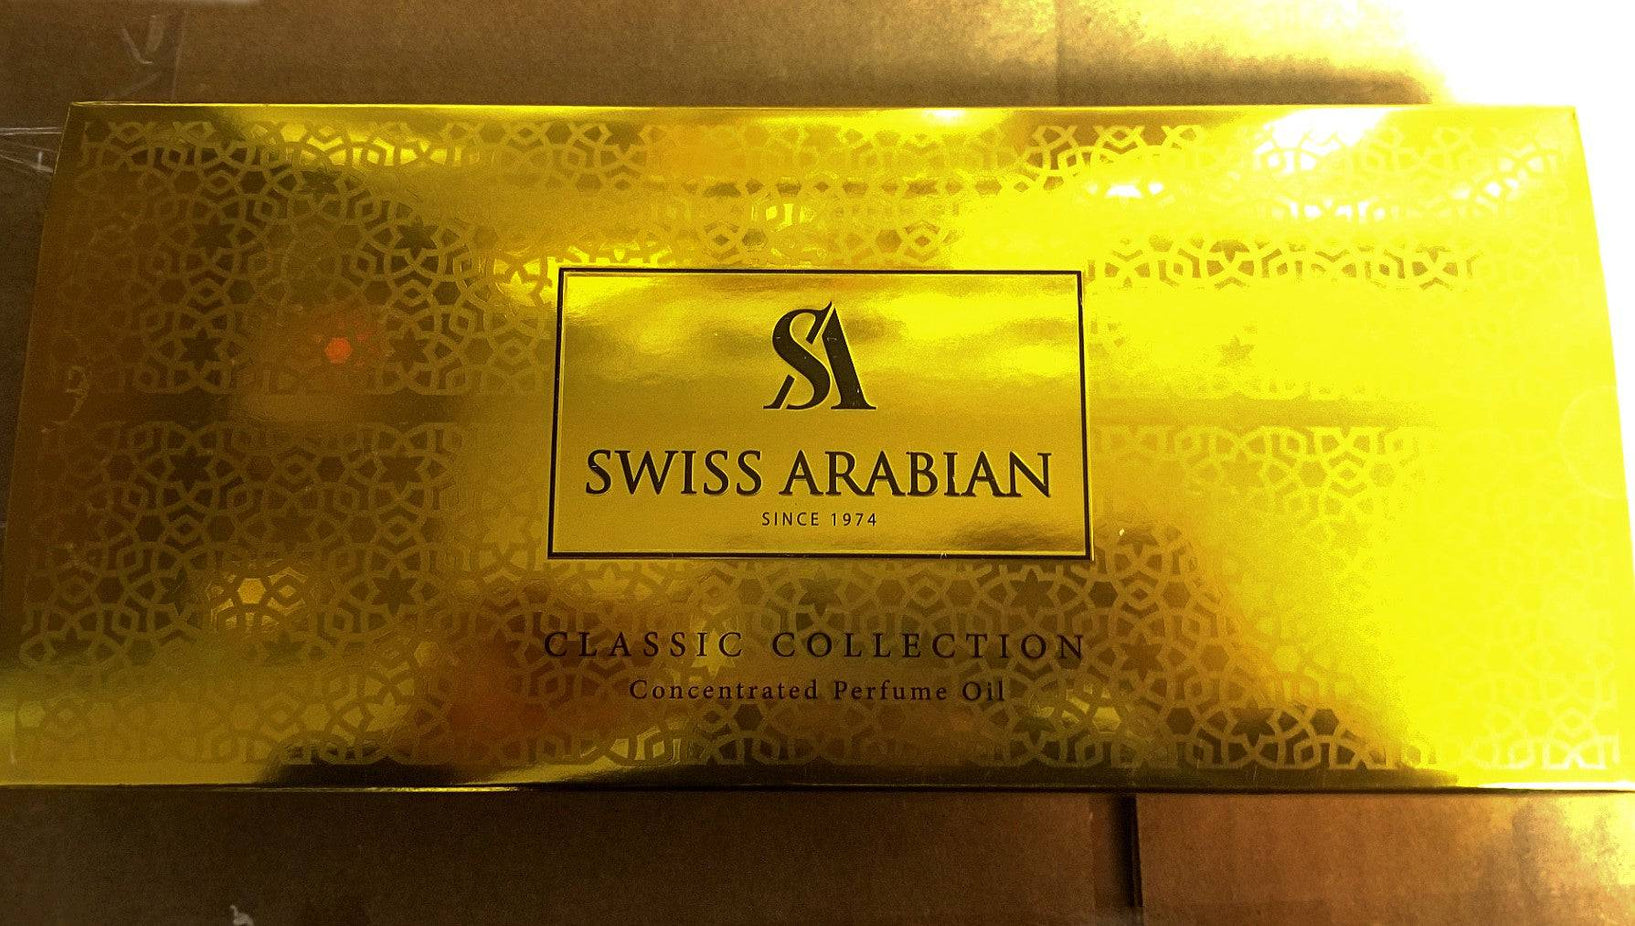 SA
SWISS ARABIAN
SINCE 1974
CLASSIC COLLECTION
Concentrated Perfume Oil